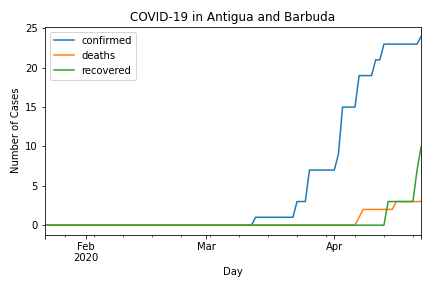 COVID-19 in Antigua and Barbuda
confirmed
deaths
recovered
Number of Cases
25
20
15
10
5
0
Feb
2020
Mar
Apr
Day